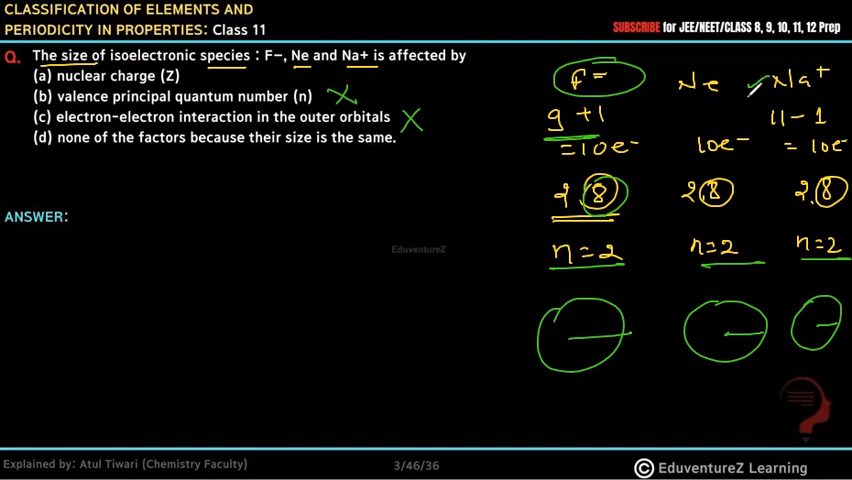 CLASSIFICATION OF ELEMENTS AND
PERIODICITY IN PROPERTIES: Class 11
SUBSCRIBE for JEE/NEET/CLASS 8, 9, 10, 11, 12 Prep
Q. The size of isoelectronic species : F–, Ne and Na+ is affected by
(a) nuclear charge (Z)
(b) valence principal quantum number (n)
(c) electron–electron interaction in the outer orbitals
(d) none of the factors because their size is the same.
ANSWER:
F– Ne Na+
9+1 11-1
=10e- 10e- = 10e-
2,8 2,8 2,8
n=2 n=2 n=2
EduventureZ
Explained by: Atul Tiwari (Chemistry Faculty)
3/46/36
© EduventureZ Learning